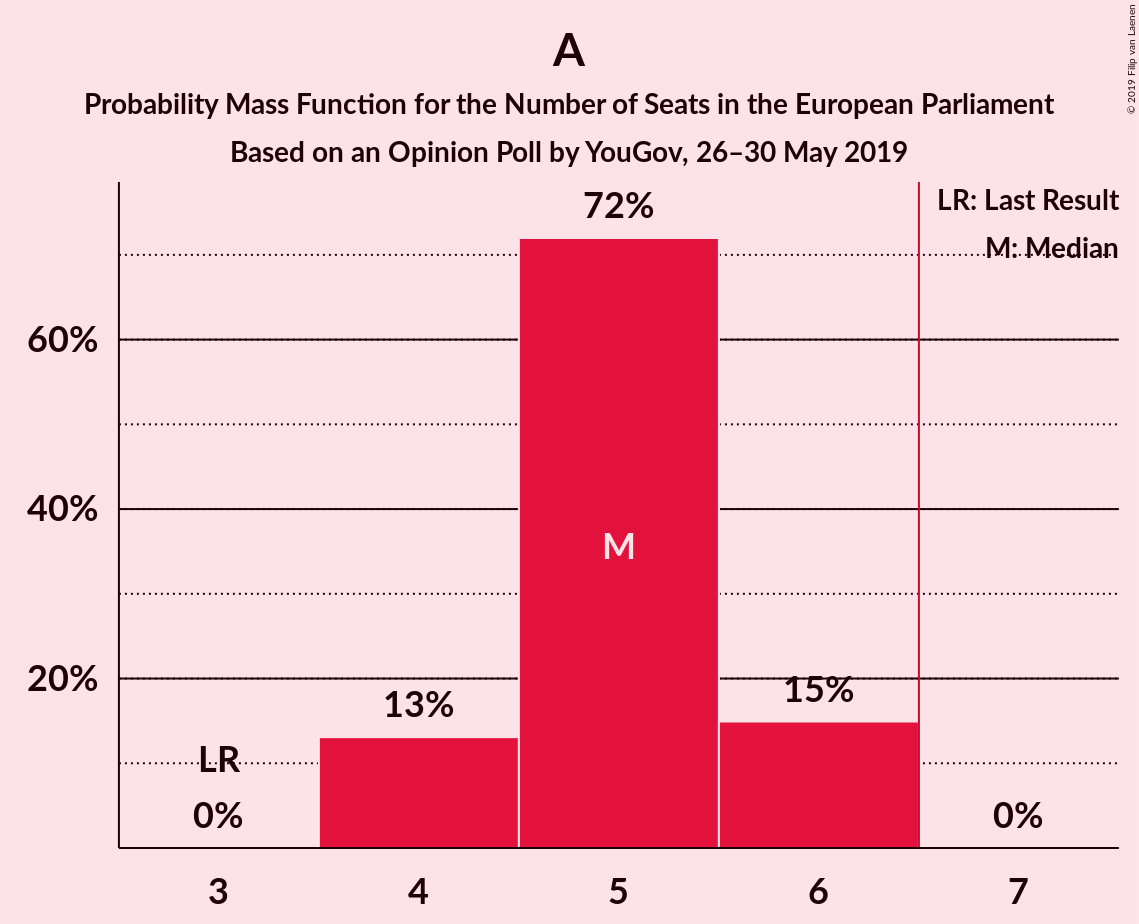 A
Probability Mass Function for the Number of Seats in the European Parliament
Based on an Opinion Poll by YouGov, 26–30 May 2019
© 2019 Filip van Laenen
LR: Last Result
M: Median
72%
60%
40%
M
20%
13%
15%
LR
0%
0%
3 4 5 6 7